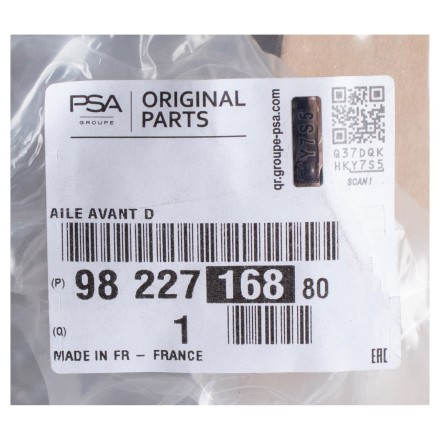 PSA
GROUPE
ORIGINAL
PARTS
qr.groupe-psa.com
Y7S5
Q37DQK
HKY7S5
SCAN!
AILE AVANT D
(P) 98 227 168 80
(Q) 1
MADE IN FR - FRANCE
EAC